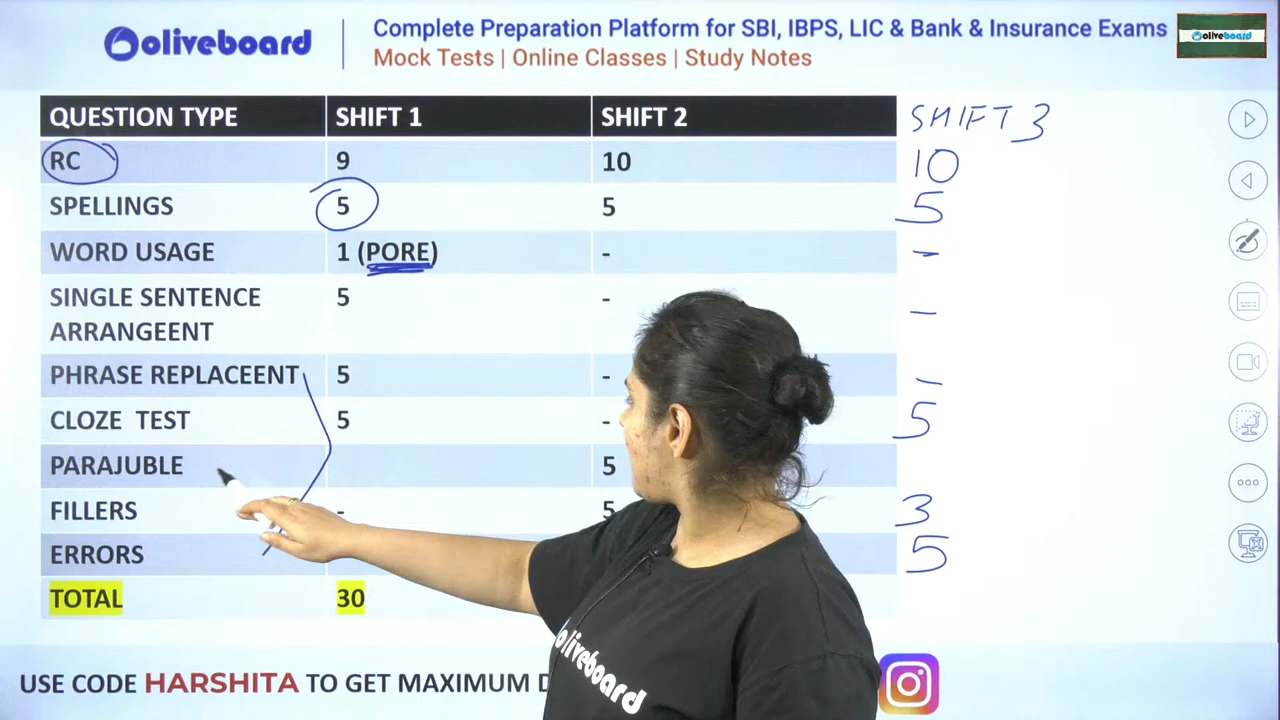 oliveboard
Complete Preparation Platform for SBI, IBPS, LIC & Bank & Insurance Exams
Mock Tests | Online Classes | Study Notes
oliveboard
QUESTION TYPE SHIFT 1 SHIFT 2 SHIFT 3
RC 9 10 10
SPELLINGS 5 5 5
WORD USAGE 1 (PORE) - -
SINGLE SENTENCE 5 - -
ARRANGEENT
PHRASE REPLACEENT 5 - -
CLOZE TEST 5 - 5
PARAJUBLE 5
FILLERS - 5 3
ERRORS 5
TOTAL 30
USE CODE HARSHITA TO GET MAXIMUM
oliveboard